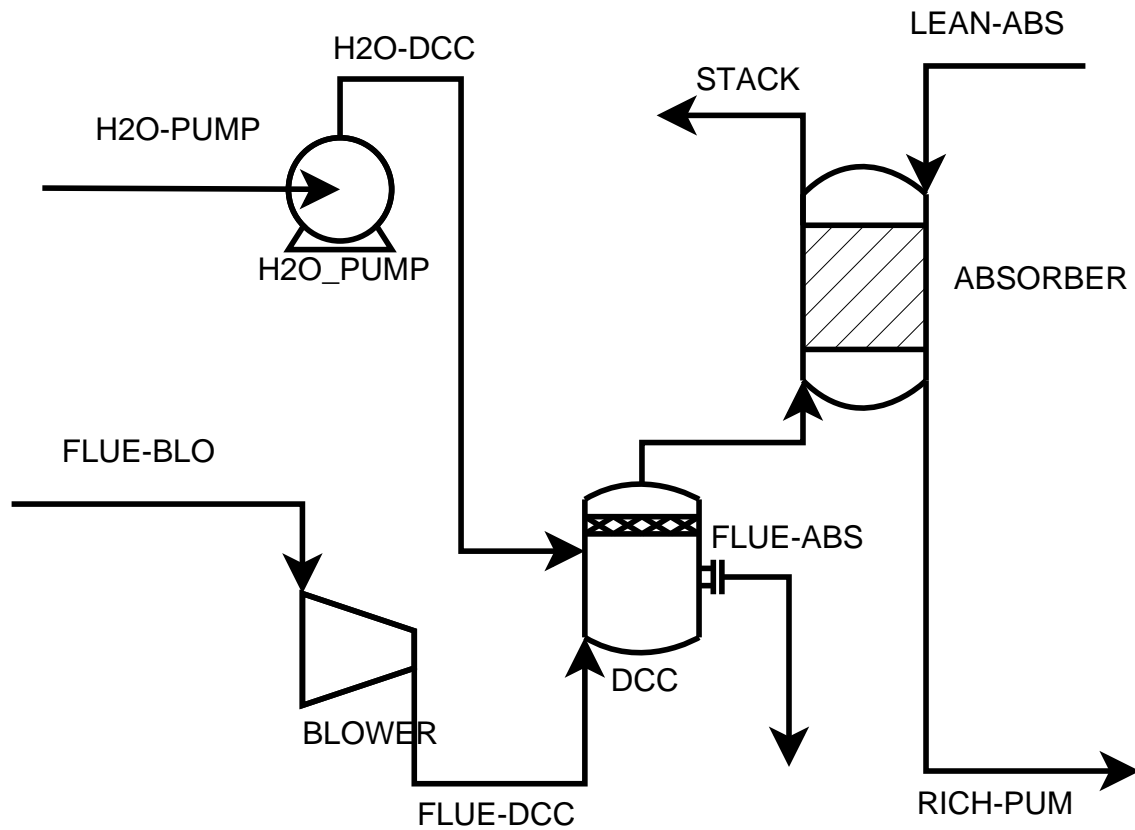 LEAN-ABS
H2O-DCC
STACK
H2O-PUMP
H2O_PUMP
ABSORBER
FLUE-BLO
FLUE-ABS
DCC
BLOWER
RICH-PUM
FLUE-DCC